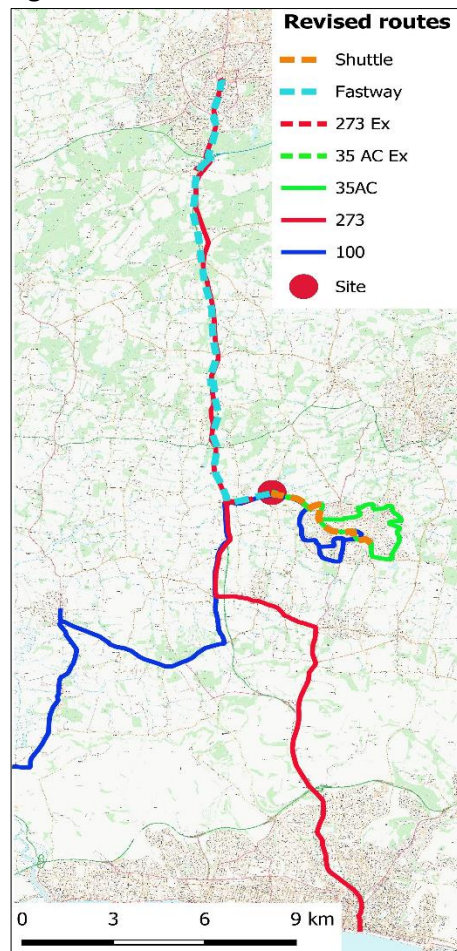 Revised routes
Shuttle
Fastway
273 Ex
35 AC Ex
35AC
273
100
Site
0 3 6 9 km